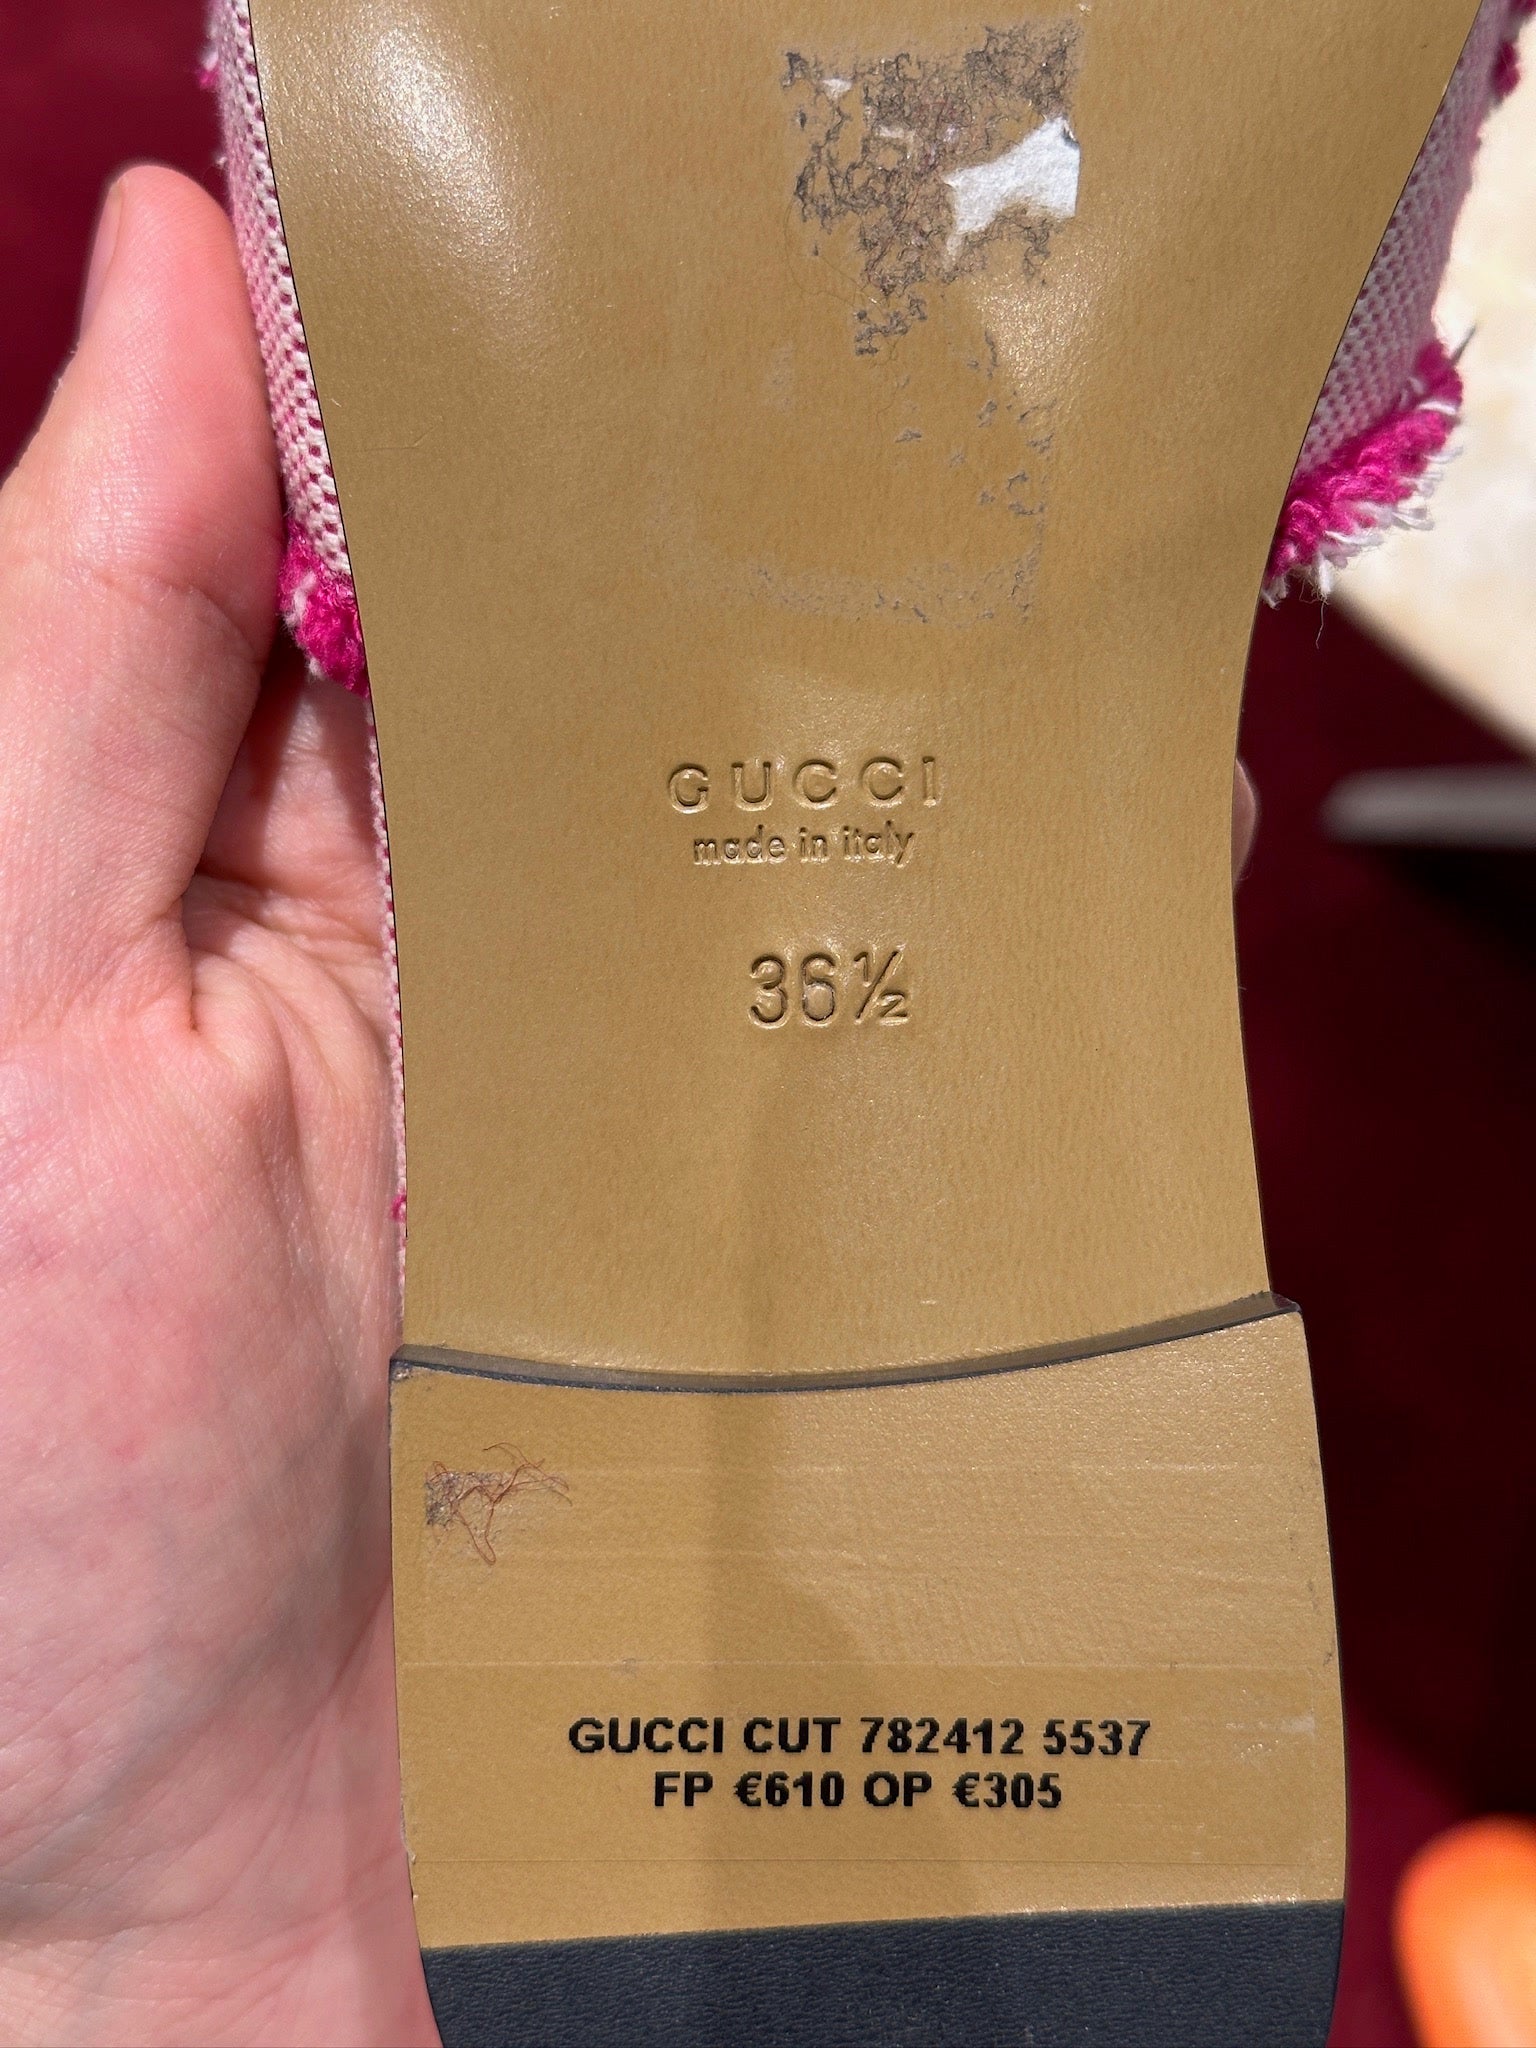 GUCCI
made in italy
36½
GUCCI CUT 782412 5537
FP €610 OP €305